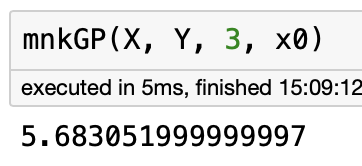 mnkGP(X, Y, 3, x0)
executed in 5ms, finished 15:09:12
5.683051999999997